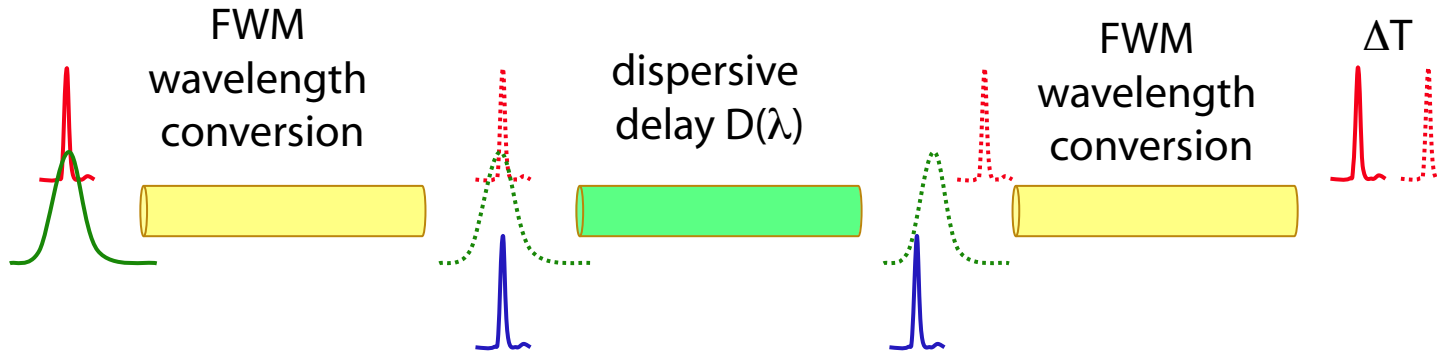 FWM
wavelength
conversion
dispersive
delay D(λ)
FWM
wavelength
conversion
ΔT